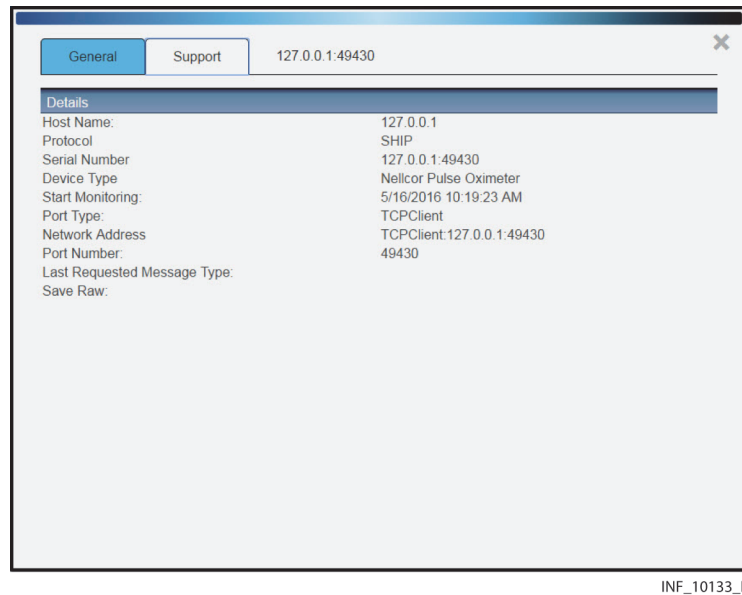 General Support 127.0.0.1:49430
Details
Host Name: 127.0.0.1
Protocol SHIP
Serial Number 127.0.0.1:49430
Device Type Nellcor Pulse Oximeter
Start Monitoring: 5/16/2016 10:19:23 AM
Port Type: TCPClient
Network Address TCPClient:127.0.0.1:49430
Port Number: 49430
Last Requested Message Type:
Save Raw:
INF_10133_